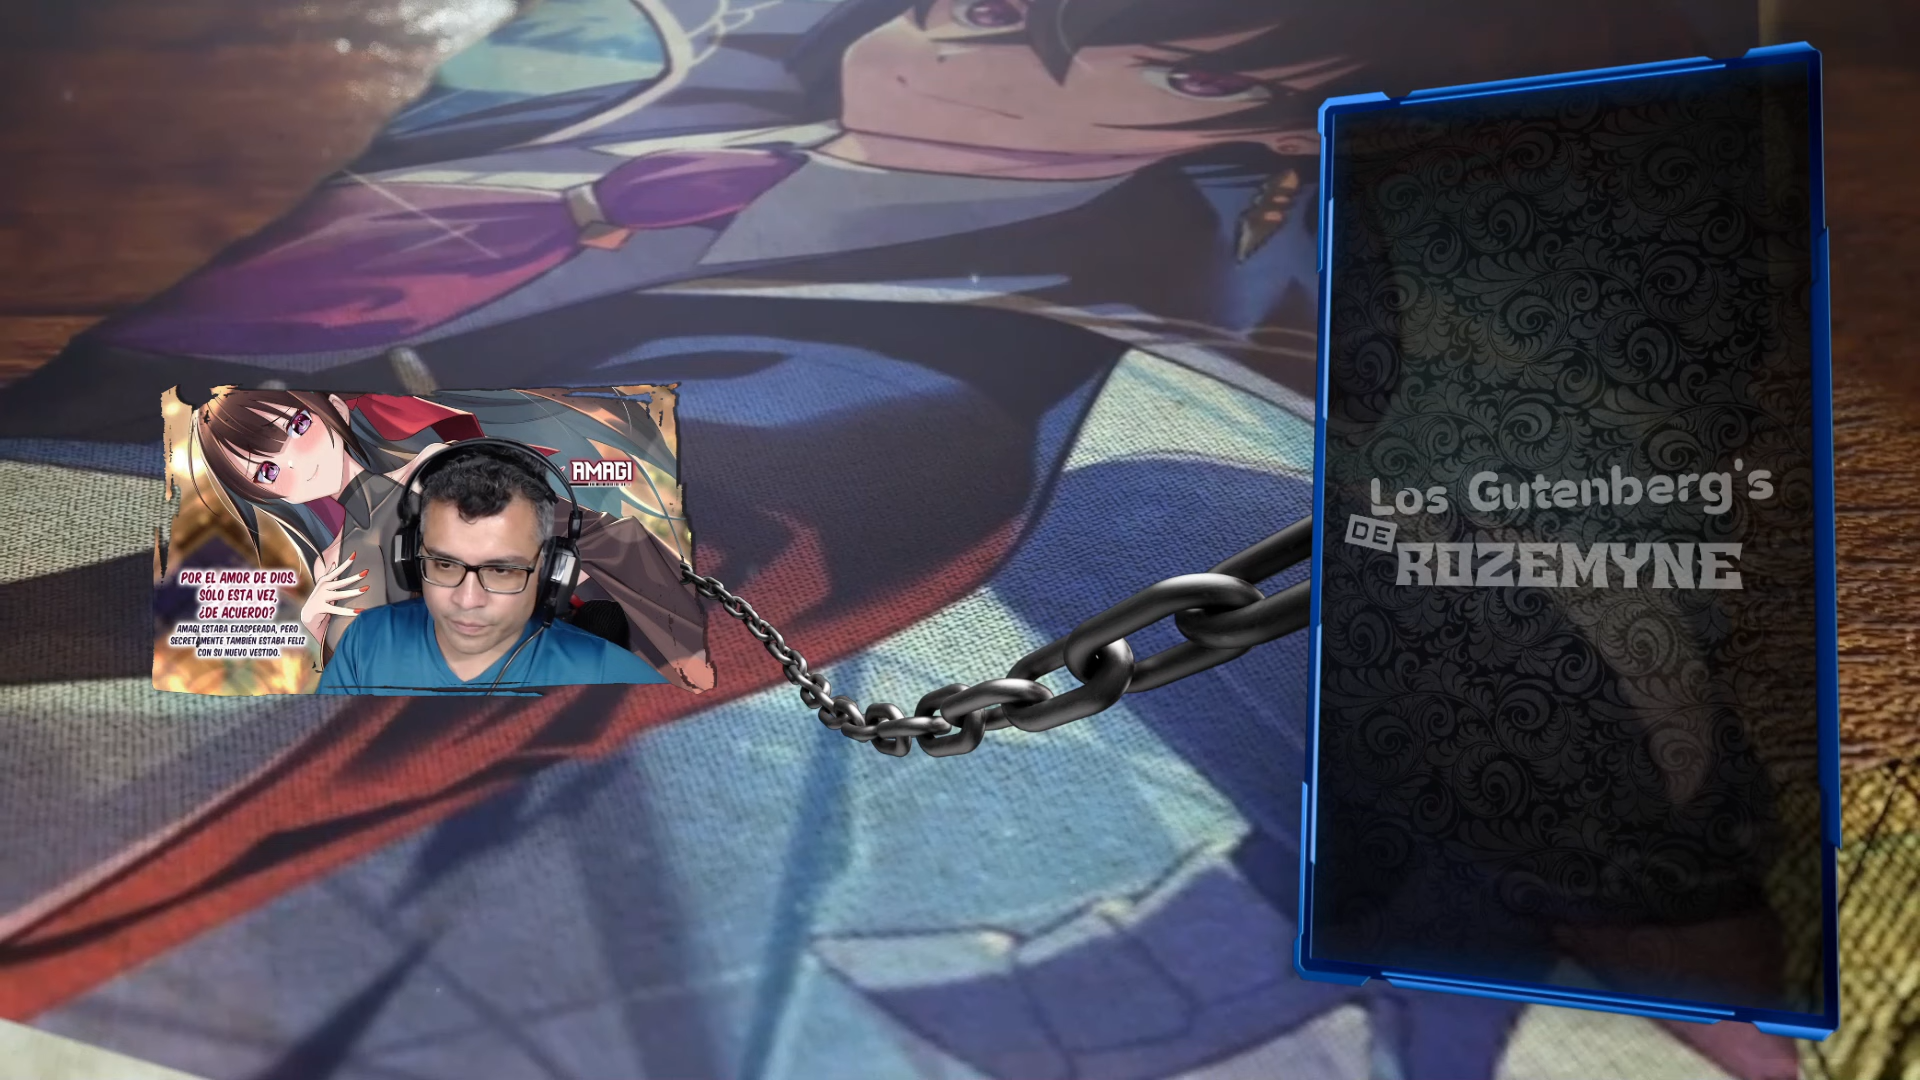 AMAGI
POR EL AMOR DE DIOS.
SÓLO ESTA VEZ,
¿DE ACUERDO?
AMAGI ESTABA EXASPERADA, PERO
SECRETAMENTE TAMBIÉN ESTABA FELIZ
CON SU NUEVO VESTIDO.
Los Gutenberg's
DE
ROZEMYNE